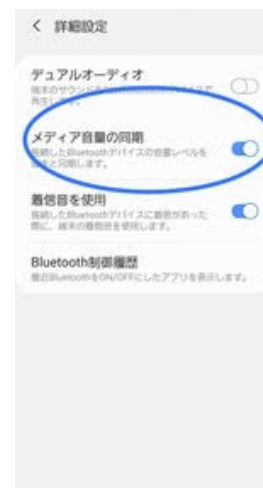 詳細設定
デュアルオーディオ
再生します。
メディア音量の同期
接続したBluetoothデバイスの音量レベルを
同期します。
着信音を使用
接続したBluetoothデバイスに着信があった
際に、端末の着信音を使用します。
Bluetooth制御履歴
最近BluetoothをON/OFFにしたアプリを表示します。